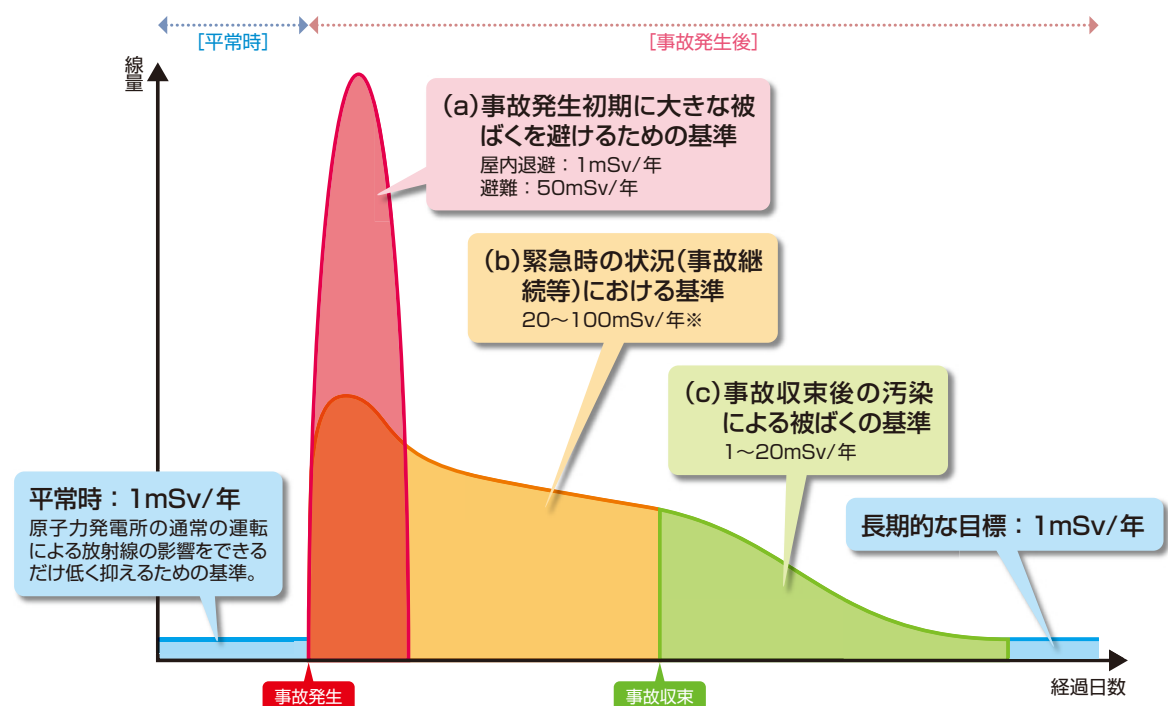 [平常時]
[事故発生後]
線量
(a)事故発生初期に大きな被
ばくを避けるための基準
屋内退避：1mSv/年
避難：50mSv/年
(b)緊急時の状況(事故継
続等)における基準
20〜100mSv/年※
(c)事故収束後の汚染
による被ばくの基準
1〜20mSv/年
平常時：1mSv/年
原子力発電所の通常の運転
による放射線の影響をできる
だけ低く抑えるための基準。
長期的な目標：1mSv/年
事故発生
事故収束
経過日数